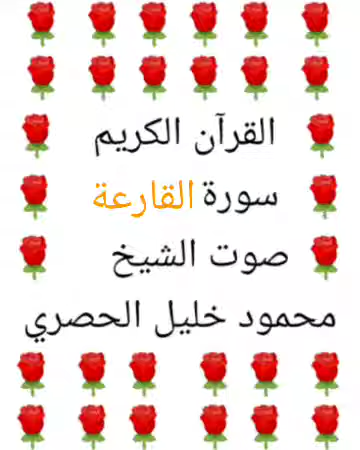 القرآن الكريم
سورة القارعة
صوت الشيخ
محمود خليل الحصري